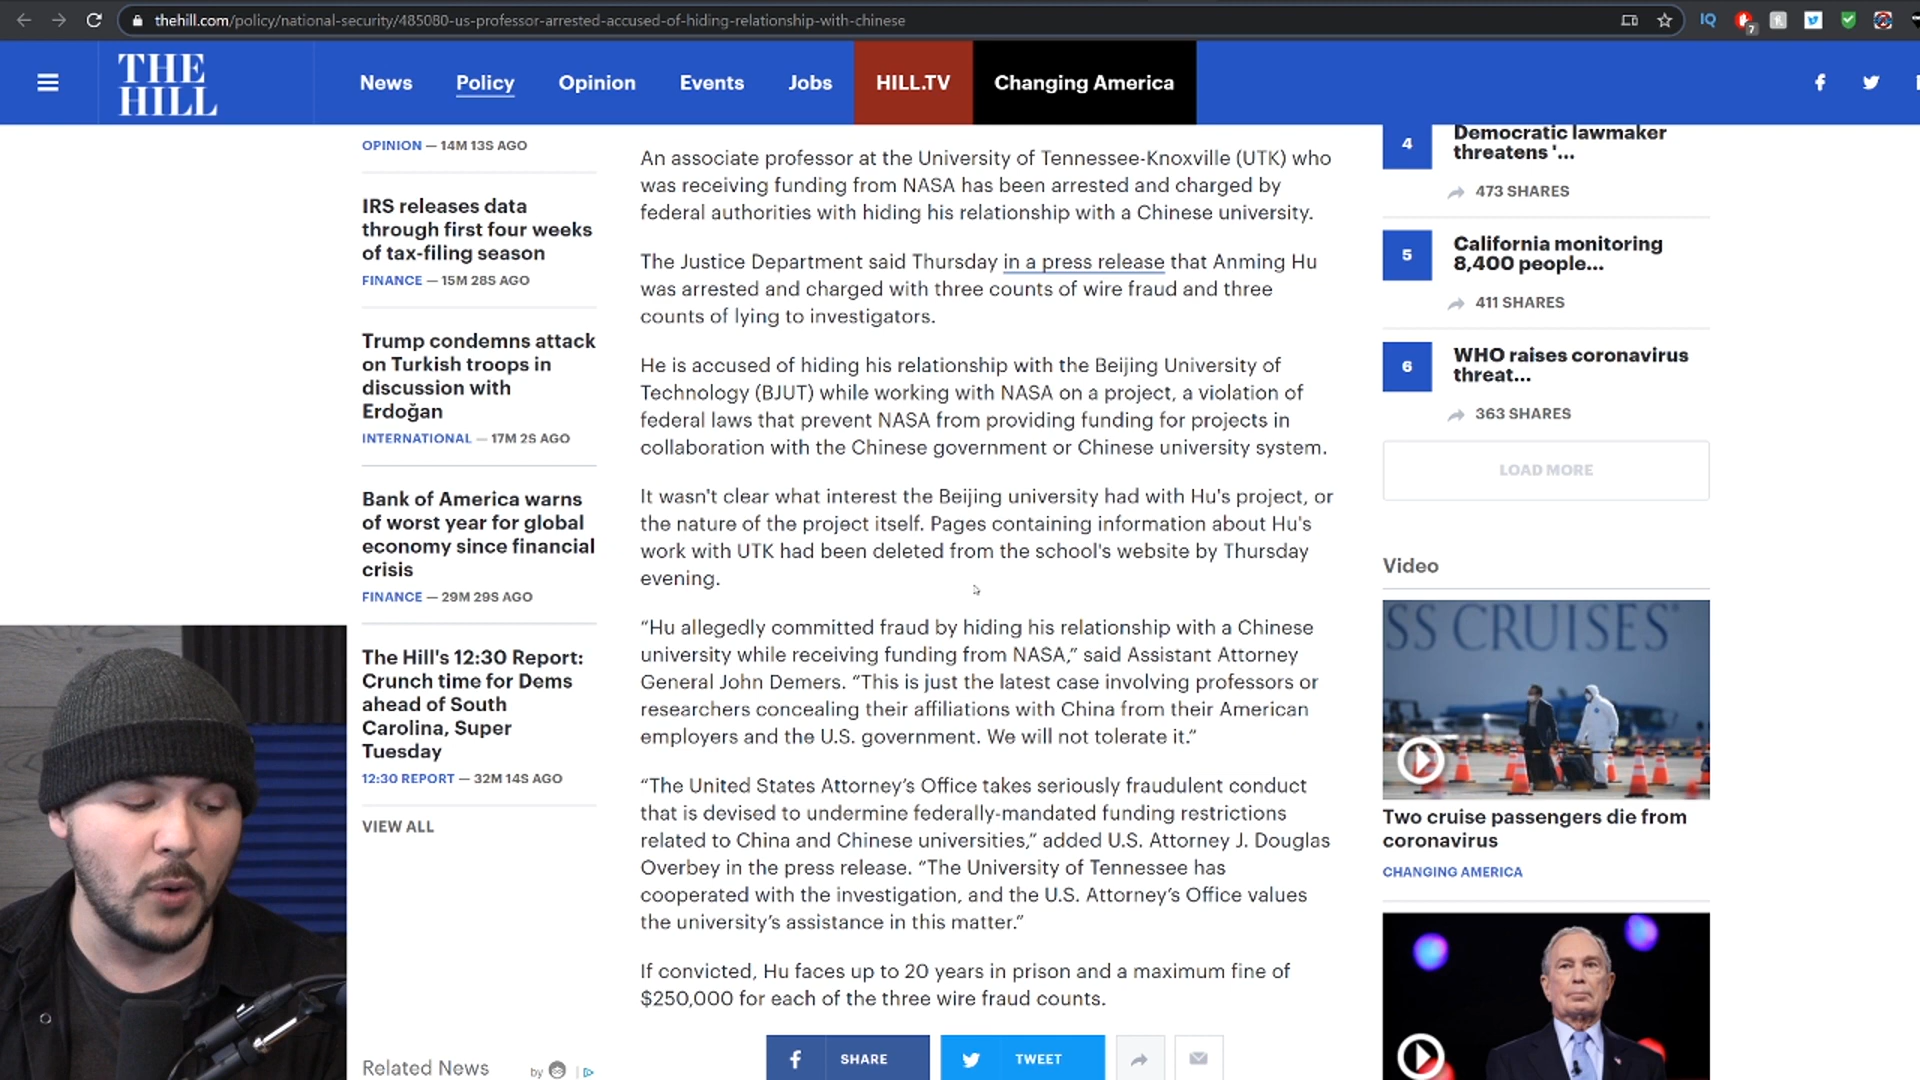 thehill.com/policy/national-security/485080-us-professor-arrested-accused-of-hiding-relationship-with-chinese
IQ
7
THE
HILL
News
Policy
Opinion
Events
Jobs
HILL.TV
Changing America
OPINION — 14M 13S AGO
IRS releases data
through first four weeks
of tax-filing season
FINANCE — 15M 28S AGO
Trump condemns attack
on Turkish troops in
discussion with
Erdoğan
INTERNATIONAL — 17M 2S AGO
Bank of America warns
of worst year for global
economy since financial
crisis
FINANCE — 29M 29S AGO
The Hill's 12:30 Report:
Crunch time for Dems
ahead of South
Carolina, Super
Tuesday
12:30 REPORT — 32M 14S AGO
VIEW ALL
Related News
by
An associate professor at the University of Tennessee-Knoxville (UTK) who
was receiving funding from NASA has been arrested and charged by
federal authorities with hiding his relationship with a Chinese university.
The Justice Department said Thursday in a press release that Anming Hu
was arrested and charged with three counts of wire fraud and three
counts of lying to investigators.
He is accused of hiding his relationship with the Beijing University of
Technology (BJUT) while working with NASA on a project, a violation of
federal laws that prevent NASA from providing funding for projects in
collaboration with the Chinese government or Chinese university system.
It wasn't clear what interest the Beijing university had with Hu's project, or
the nature of the project itself. Pages containing information about Hu's
work with UTK had been deleted from the school's website by Thursday
evening.
“Hu allegedly committed fraud by hiding his relationship with a Chinese
university while receiving funding from NASA,” said Assistant Attorney
General John Demers. “This is just the latest case involving professors or
researchers concealing their affiliations with China from their American
employers and the U.S. government. We will not tolerate it.”
“The United States Attorney’s Office takes seriously fraudulent conduct
that is devised to undermine federally-mandated funding restrictions
related to China and Chinese universities,” added U.S. Attorney J. Douglas
Overbey in the press release. “The University of Tennessee has
cooperated with the investigation, and the U.S. Attorney’s Office values
the university’s assistance in this matter.”
If convicted, Hu faces up to 20 years in prison and a maximum fine of
$250,000 for each of the three wire fraud counts.
SHARE
TWEET
4
Democratic lawmaker
threatens '...
473 SHARES
5
California monitoring
8,400 people...
411 SHARES
6
WHO raises coronavirus
threat...
363 SHARES
LOAD MORE
Video
SS CRUISES
Two cruise passengers die from
coronavirus
CHANGING AMERICA